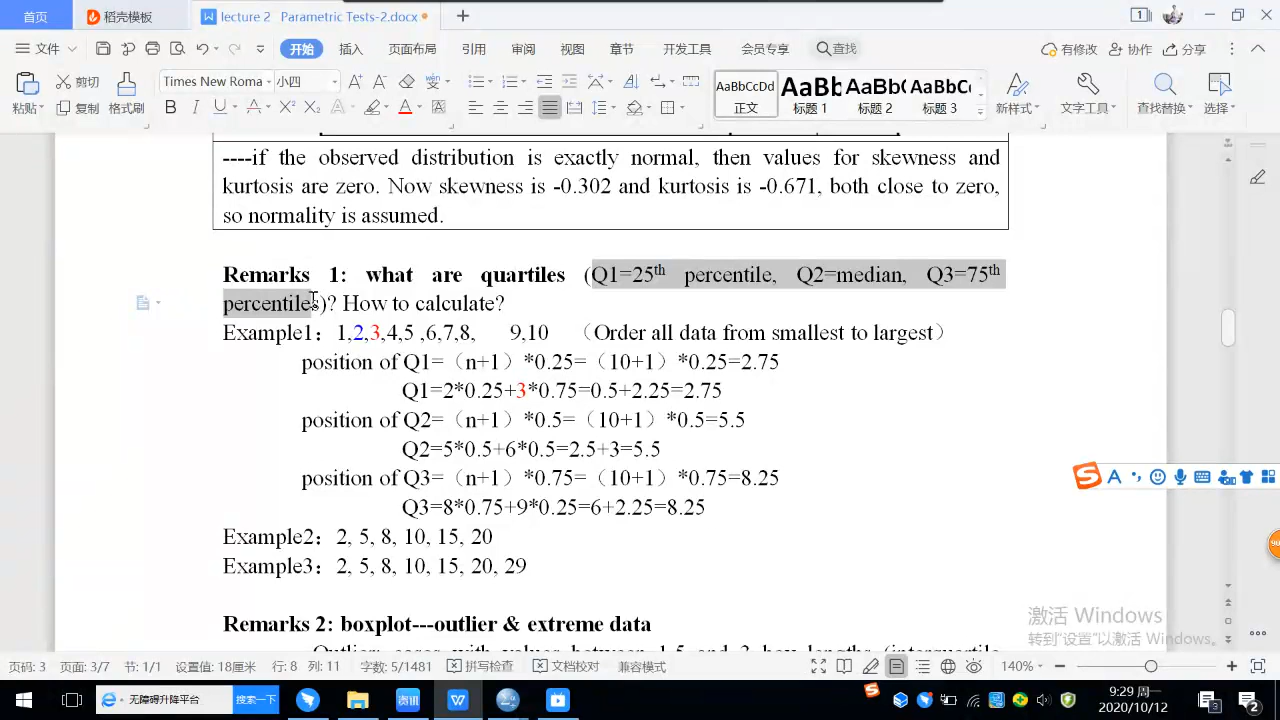 首页 稻壳模板 lecture 2 Parametric Tests-2.docx
文件 开始 插入 页面布局 引用 审阅 视图 章节 开发工具 会员专享 查找 有修改 协作 分享
粘贴 剪切 复制 格式刷 Times New Roma 小四 AaBbCcDd 正文 AaBb 标题 1 AaBbC 标题 2 AaBbC 标题 3 新样式 文字工具 查找替换 选择
----if the observed distribution is exactly normal, then values for skewness and
kurtosis are zero. Now skewness is -0.302 and kurtosis is -0.671, both close to zero,
so normality is assumed.
Remarks 1: what are quartiles (Q1=25th percentile, Q2=median, Q3=75th
percentiles)? How to calculate?
Example1：1,2,3,4,5 ,6,7,8, 9,10 （Order all data from smallest to largest）
position of Q1=（n+1）*0.25=（10+1）*0.25=2.75
Q1=2*0.25+3*0.75=0.5+2.25=2.75
position of Q2=（n+1）*0.5=（10+1）*0.5=5.5
Q2=5*0.5+6*0.5=2.5+3=5.5
position of Q3=（n+1）*0.75=（10+1）*0.75=8.25
Q3=8*0.75+9*0.25=6+2.25=8.25
Example2：2, 5, 8, 10, 15, 20
Example3：2, 5, 8, 10, 15, 20, 29
Remarks 2: boxplot---outlier & extreme data
激活 Windows
转到"设置"以激活 Windows。
页码: 3 页面: 3/7 节: 1/1 设置值: 18厘米 行: 8 列: 11 字数: 5/1481 拼写检查 文档校对 兼容模式 140%
无障碍升降平台 搜索一下 资讯 9:29 周一
2020/10/12